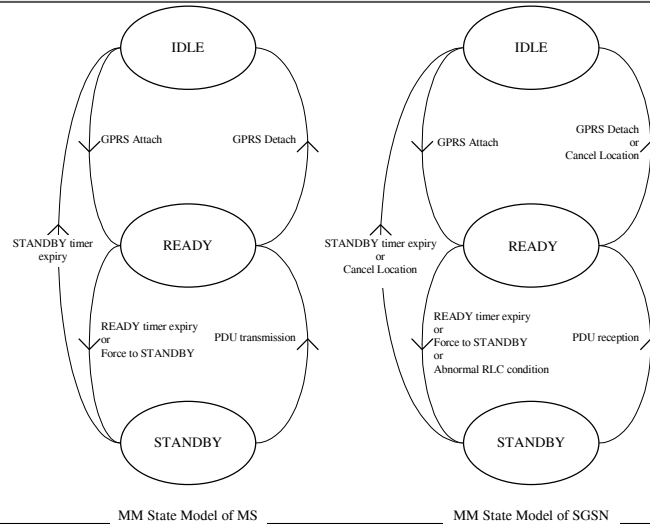 IDLE
GPRS Attach
GPRS Detach
STANDBY timer
expiry
READY
READY timer expiry
or
Force to STANDBY
PDU transmission
STANDBY
MM State Model of MS
IDLE
GPRS Attach
GPRS Detach
or
Cancel Location
STANDBY timer expiry
or
Cancel Location
READY
READY timer expiry
or
Force to STANDBY
or
Abnormal RLC condition
PDU reception
STANDBY
MM State Model of SGSN